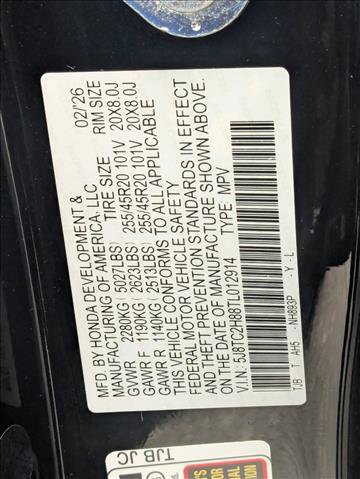 MFD. BY HONDA DEVELOPMENT & 02/'26
MANUFACTURING OF AMERICA, LLC
TIRE SIZE RIM SIZE
GVWR 2280KG ( 5027LBS) 255/45R20 101V 20X8.0J
GAWR F 1190KG ( 2623LBS) 255/45R20 101V 20X8.0J
GAWR R 1140KG ( 2513LBS)
THIS VEHICLE CONFORMS TO ALL APPLICABLE
FEDERAL MOTOR VEHICLE SAFETY
AND THEFT PREVENTION STANDARDS IN EFFECT
ON THE DATE OF MANUFACTURE SHOWN ABOVE.
V.I.N.: 5J8TC2H88TL012914 TYPE: MPV
TJB T AH5 NH893P - Y - L
TJB JC